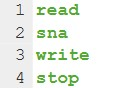 1 read
2 sna
3 write
4 stop